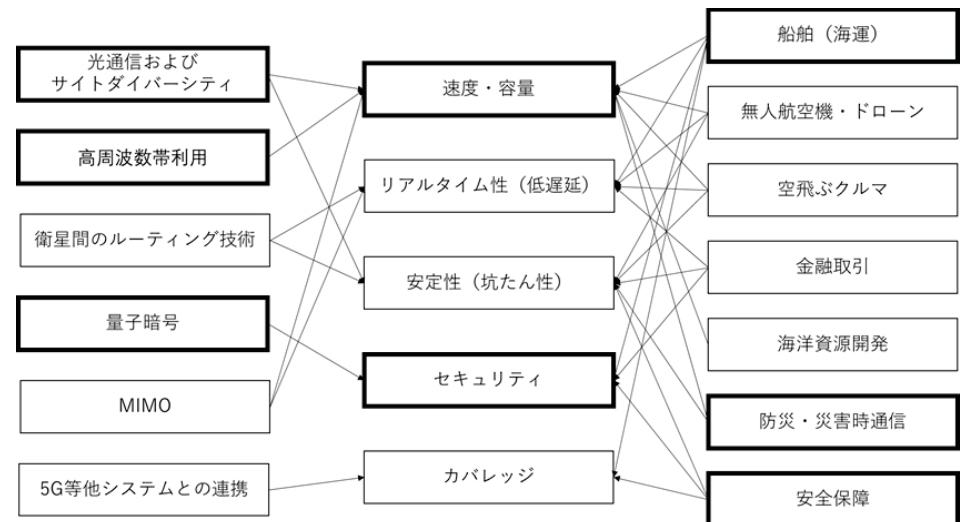 光通信および
サイトダイバーシティ
高周波数帯利用
衛星間のルーティング技術
量子暗号
MIMO
5G等他システムとの連携
速度・容量
リアルタイム性（低遅延）
安定性（坑たん性）
セキュリティ
カバレッジ
船舶（海運）
無人航空機・ドローン
空飛ぶクルマ
金融取引
海洋資源開発
防災・災害時通信
安全保障